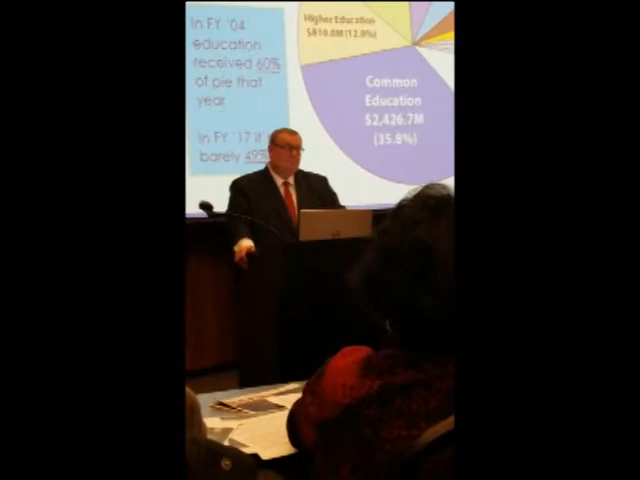 In FY '04
education
received 60%
of pie that
year
In FY '17 it
barely 49%
Higher Education
$810.0M (12.0%)
Common
Education
$2,426.7M
(35.8%)